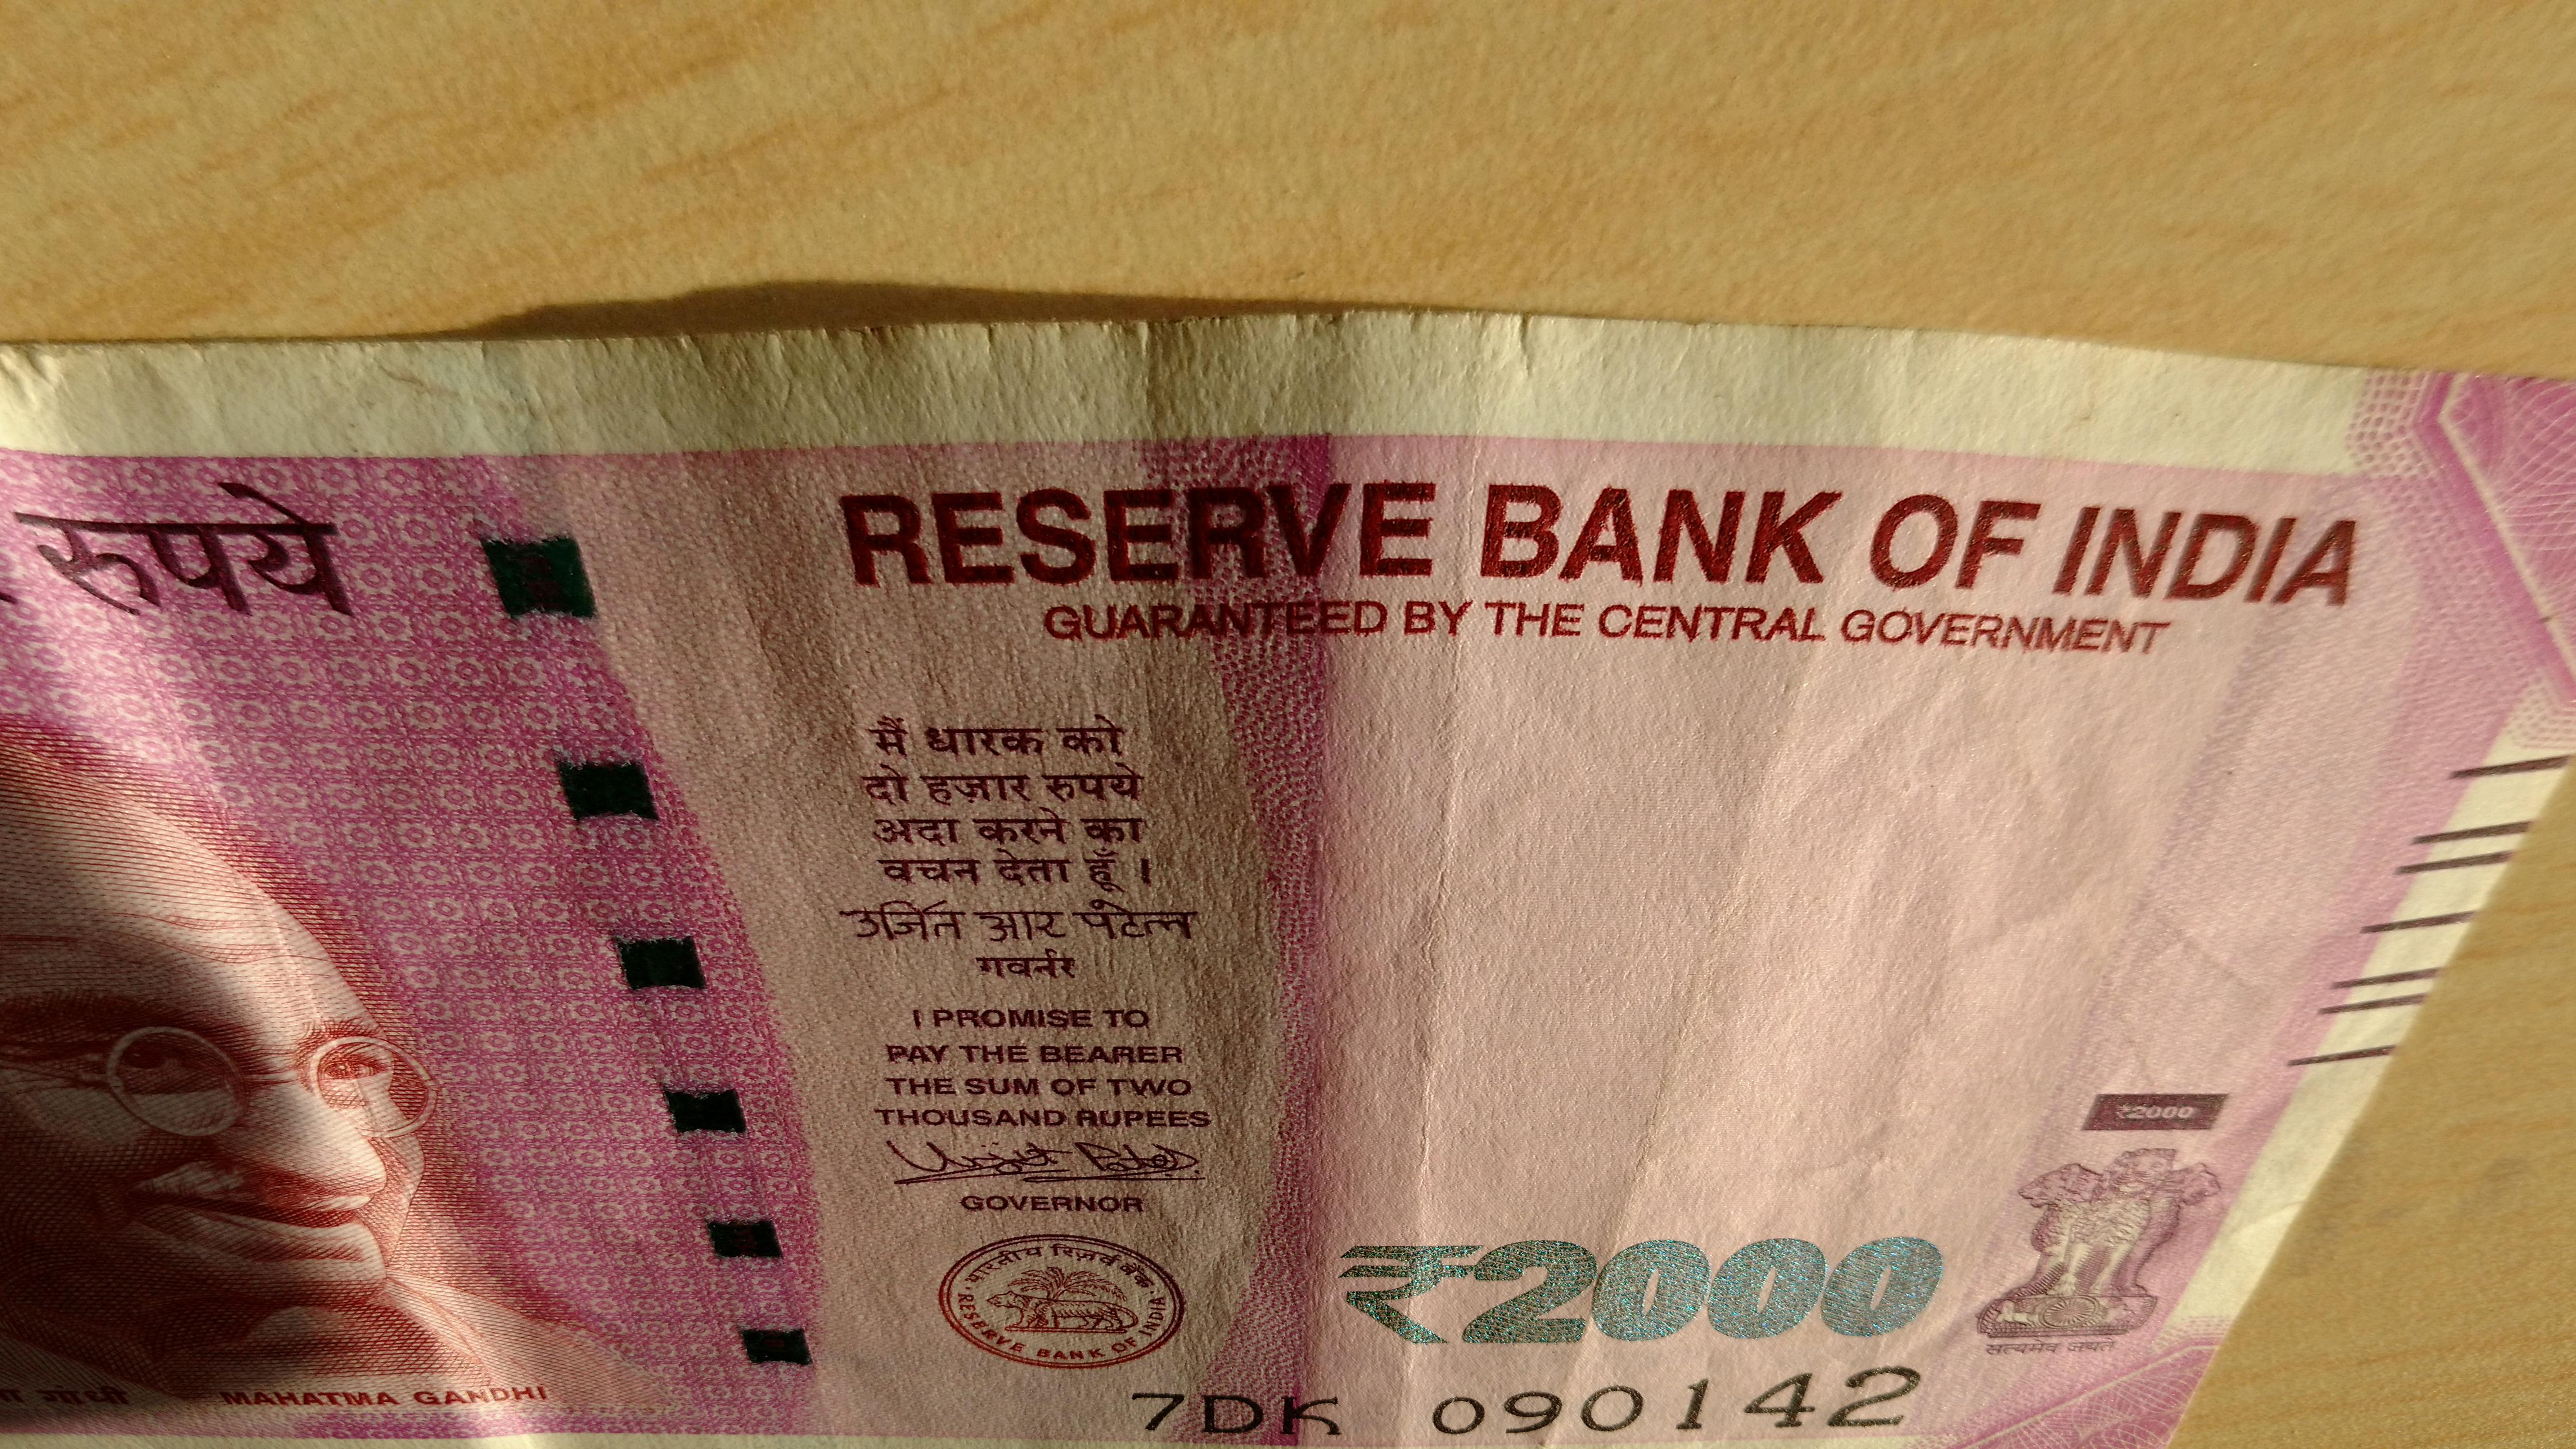 रुपये
RESERVE BANK OF INDIA
GUARANTEED BY THE CENTRAL GOVERNMENT
मैं धारक को
दो हज़ार रुपये
अदा करने का
वचन देता हूँ ।
उर्जित आर पटेल
गवर्नर
I PROMISE TO
PAY THE BEARER
THE SUM OF TWO
THOUSAND RUPEES
Urjit Patel
GOVERNOR
भारतीय रिज़र्व बैंक
RESERVE BANK OF INDIA
₹2000
₹2000
सत्यमेव जयते
गांधी MAHATMA GANDHI
7DK 090142